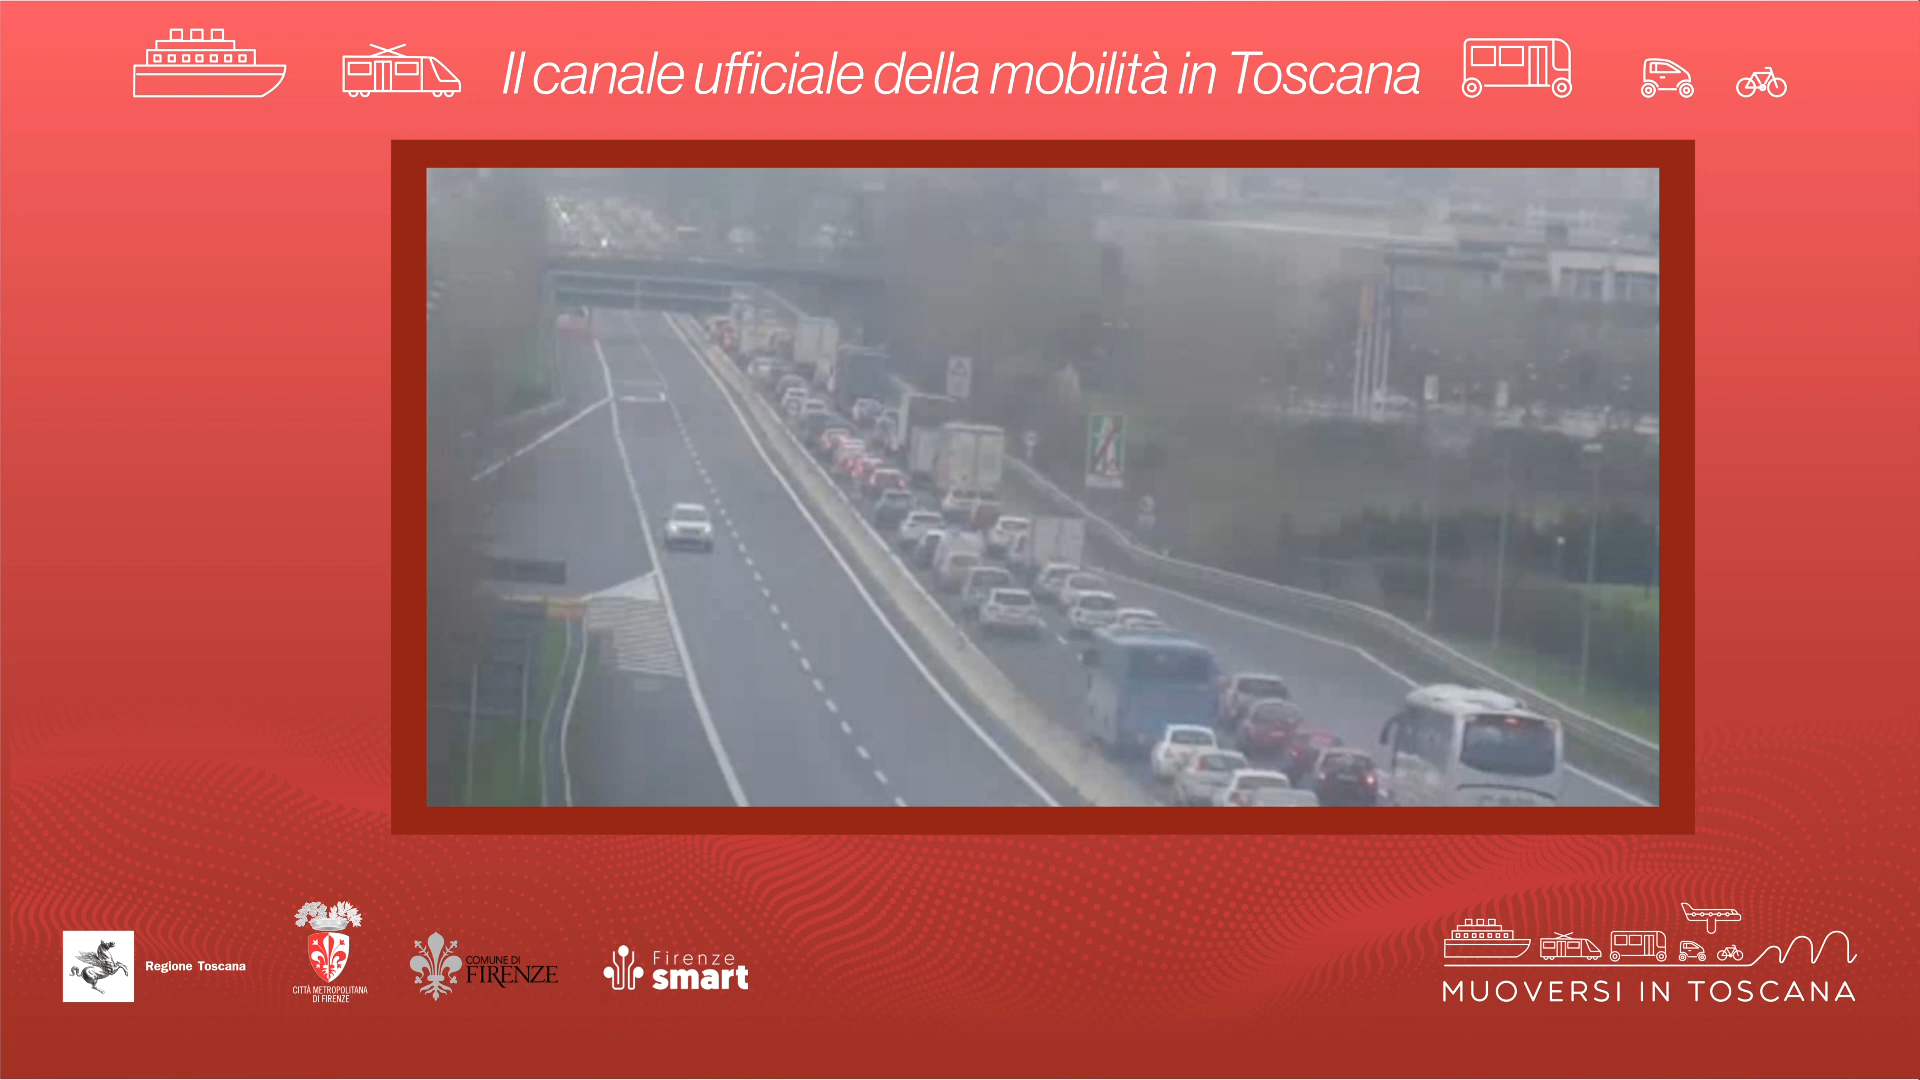 Il canale ufficiale della mobilità in Toscana
Regione Toscana
CITTÀ METROPOLITANA
DI FIRENZE
COMUNE DI
FIRENZE
Firenze
smart
MUOVERSI IN TOSCANA